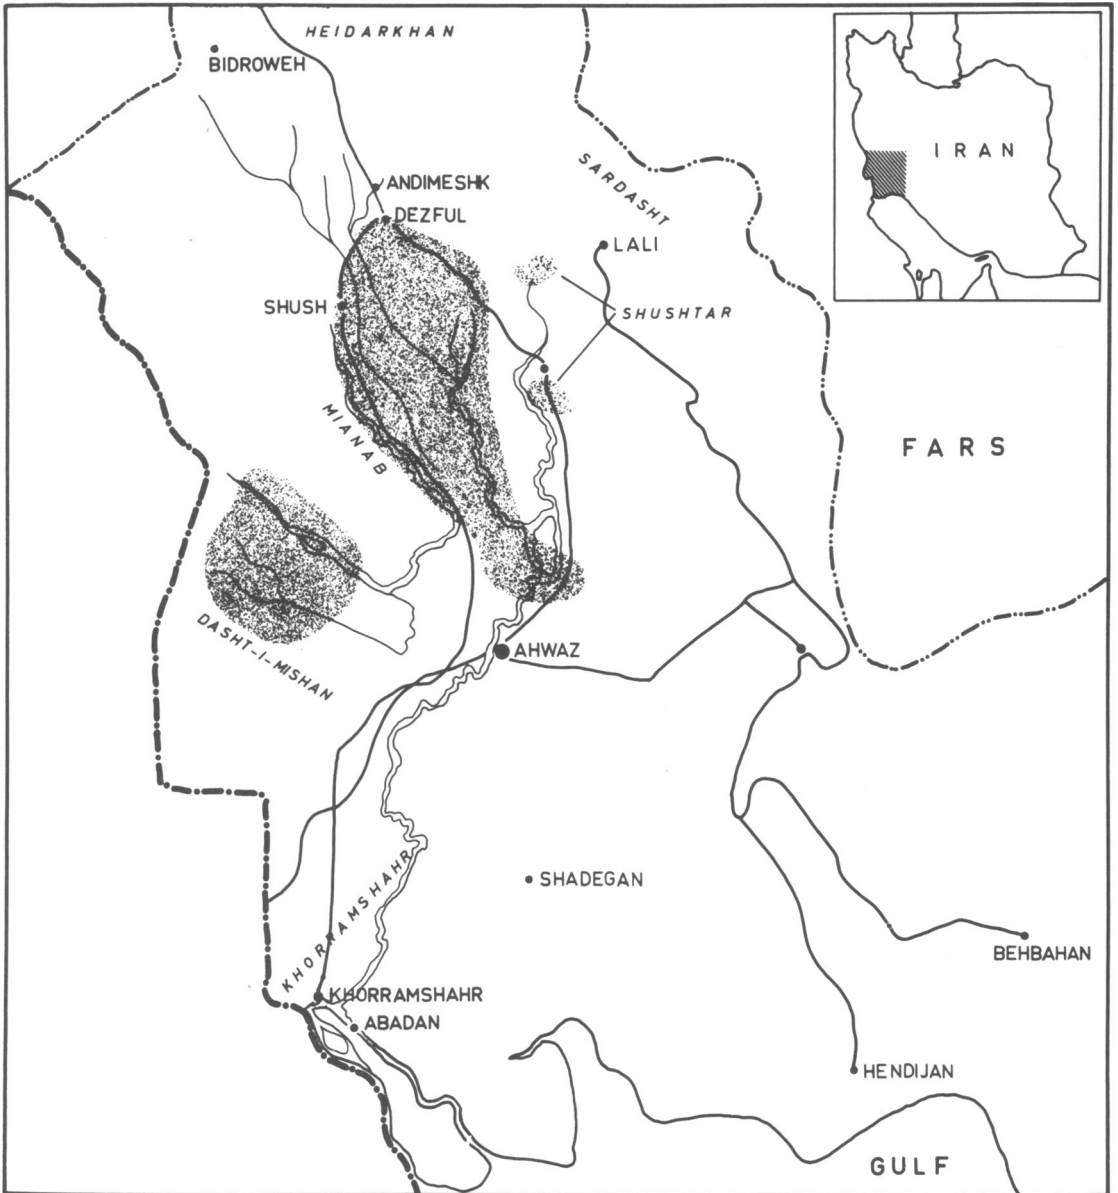 HEIDARKHAN
BIDROWEH
IRAN
SARDASHT
ANDIMESHK
DEZFUL
LALI
SHUSH
SHUSHTAR
MIANAB
FARS
DASHT-I-MISHAN
AHWAZ
KHORRAMSHAHR
SHADEGAN
BEHBAHAN
KHORRAMSHAHR
ABADAN
HENDIJAN
GULF